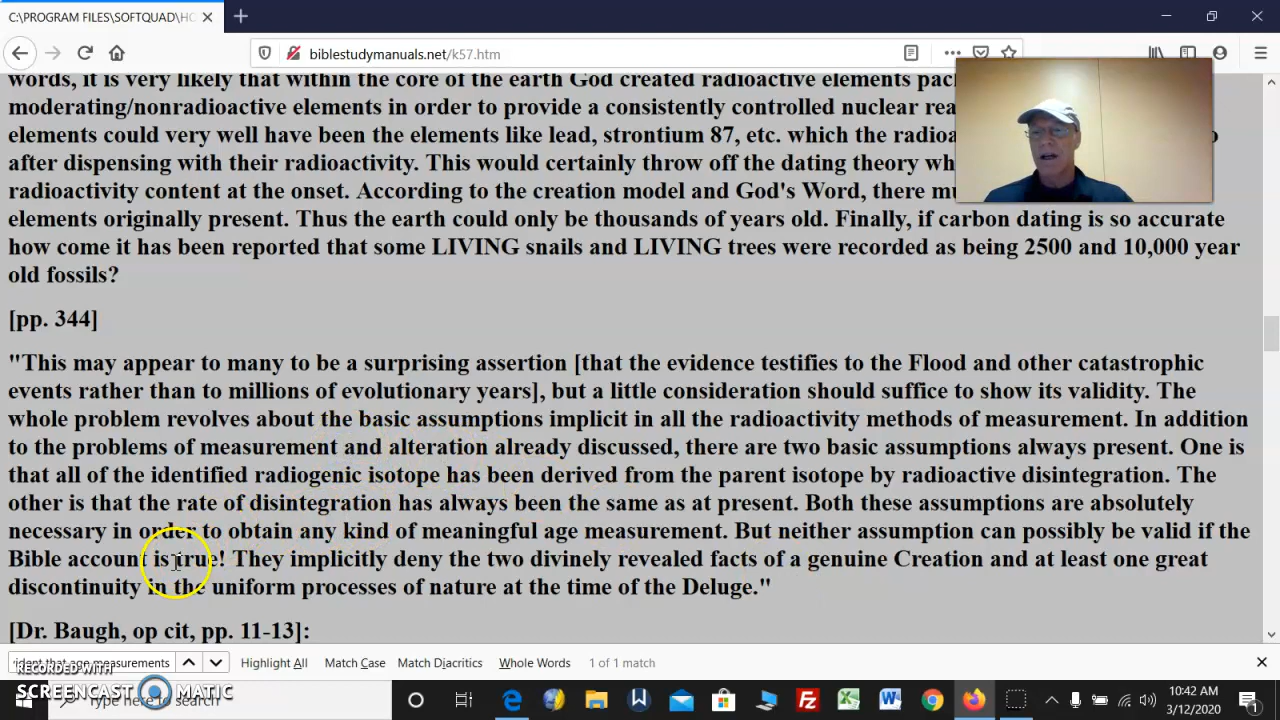 C:\PROGRAM FILES\SOFTQUAD\HO
biblestudymanuals.net/k57.htm
words, it is very likely that within the core of the earth God created radioactive elements
moderating/nonradioactive elements in order to provide a consistently controlled nuclear
elements could very well have been the elements like lead, strontium 87, etc. which the
after dispensing with their radioactivity. This would certainly throw off the dating theory
radioactivity content at the onset. According to the creation model and God's Word, there
elements originally present. Thus the earth could only be thousands of years old. Finally, if carbon dating is so accurate
how come it has been reported that some LIVING snails and LIVING trees were recorded as being 2500 and 10,000 year
old fossils?
[pp. 344]
"This may appear to many to be a surprising assertion [that the evidence testifies to the Flood and other catastrophic
events rather than to millions of evolutionary years], but a little consideration should suffice to show its validity. The
whole problem revolves about the basic assumptions implicit in all the radioactivity methods of measurement. In addition
to the problems of measurement and alteration already discussed, there are two basic assumptions always present. One is
that all of the identified radiogenic isotope has been derived from the parent isotope by radioactive disintegration. The
other is that the rate of disintegration has always been the same as at present. Both these assumptions are absolutely
necessary in order to obtain any kind of meaningful age measurement. But neither assumption can possibly be valid if the
Bible account is true! They implicitly deny the two divinely revealed facts of a genuine Creation and at least one great
discontinuity in the uniform processes of nature at the time of the Deluge."
[Dr. Baugh, op cit, pp. 11-13]:
that age measurements Highlight All Match Case Match Diacritics Whole Words 1 of 1 match
RECORDED WITH
SCREENCAST MATIC
Type here to search
10:42 AM
3/12/2020